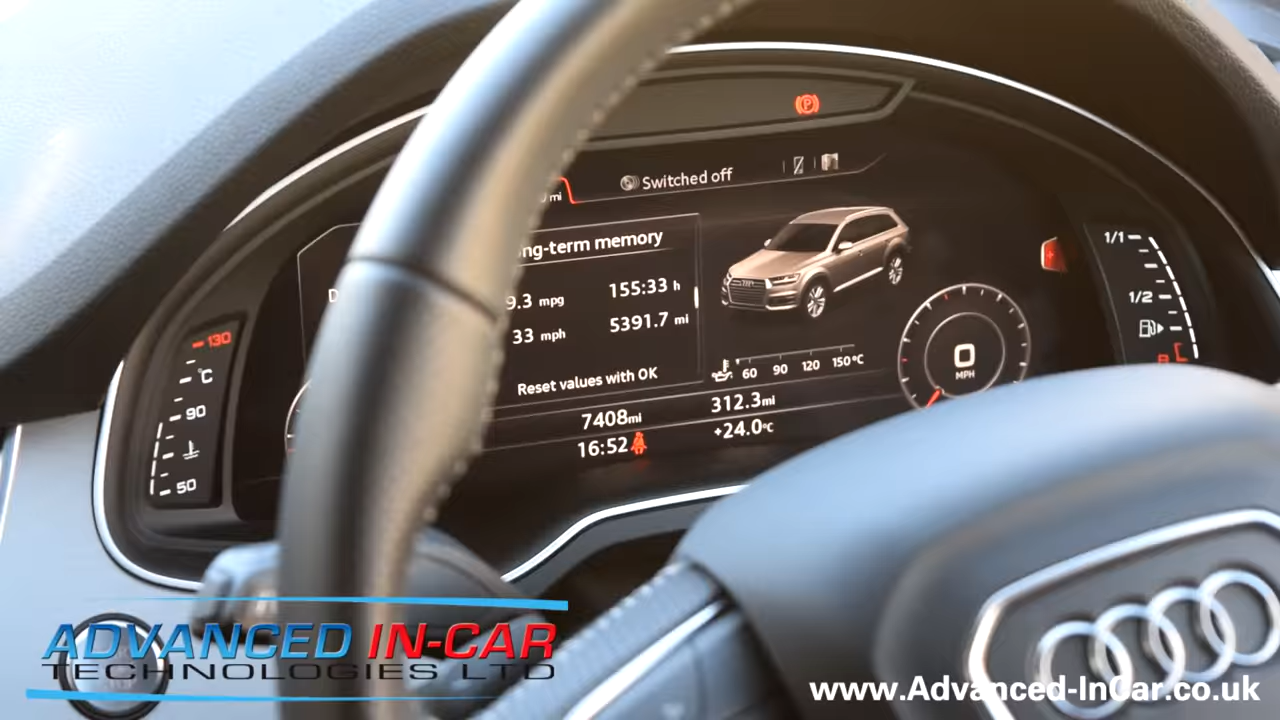 Switched off
mi
ng-term memory
9.3 mpg
155:33 h
33 mph
5391.7 mi
Reset values with OK
D
130
°C
90
50
60 90 120 150°C
7408mi
312.3mi
16:52
+24.0°C
0
MPH
1/1
1/2
P
ADVANCED IN-CAR
TECHNOLOGIES LTD
www.Advanced-InCar.co.uk